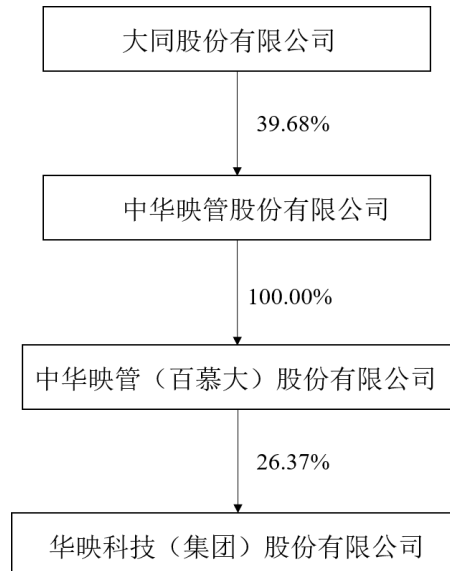 大同股份有限公司
39.68%
中华映管股份有限公司
100.00%
中华映管（百慕大）股份有限公司
26.37%
华映科技（集团）股份有限公司